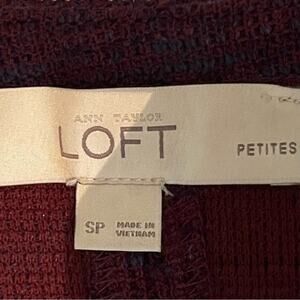 ANN TAYLOR
LOFT
PETITES
SP
MADE IN
VIETNAM